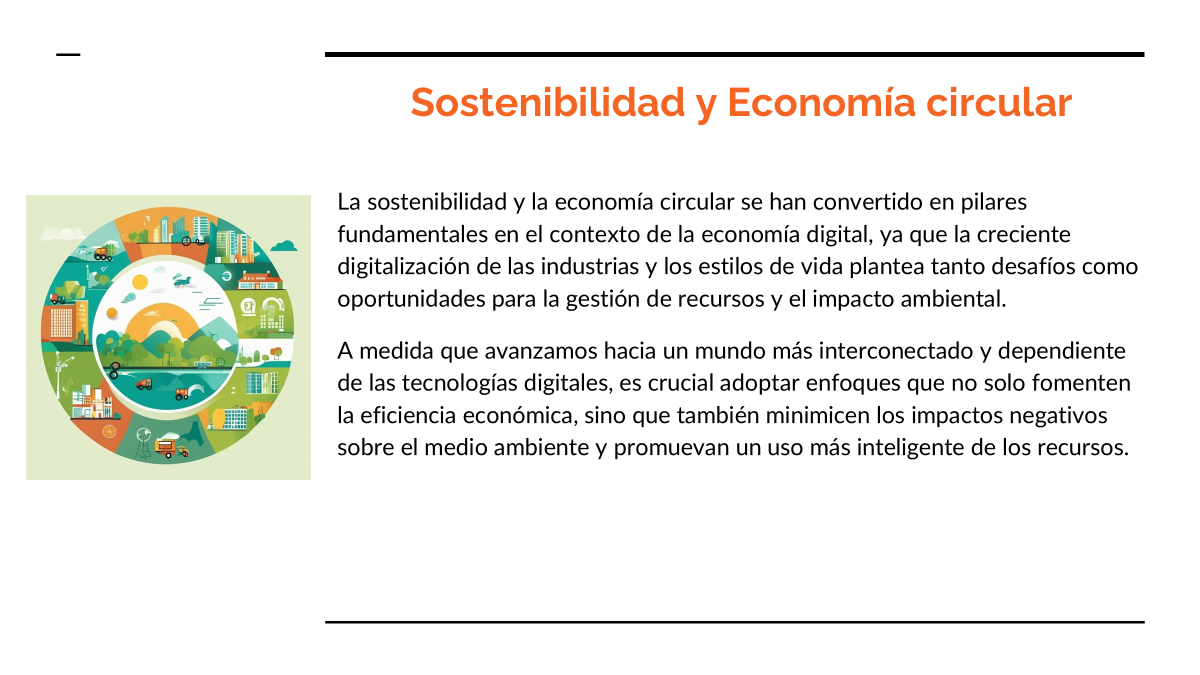 Sostenibilidad y Economía circular
La sostenibilidad y la economía circular se han convertido en pilares
fundamentales en el contexto de la economía digital, ya que la creciente
digitalización de las industrias y los estilos de vida plantea tanto desafíos como
oportunidades para la gestión de recursos y el impacto ambiental.
A medida que avanzamos hacia un mundo más interconectado y dependiente
de las tecnologías digitales, es crucial adoptar enfoques que no solo fomenten
la eficiencia económica, sino que también minimicen los impactos negativos
sobre el medio ambiente y promuevan un uso más inteligente de los recursos.